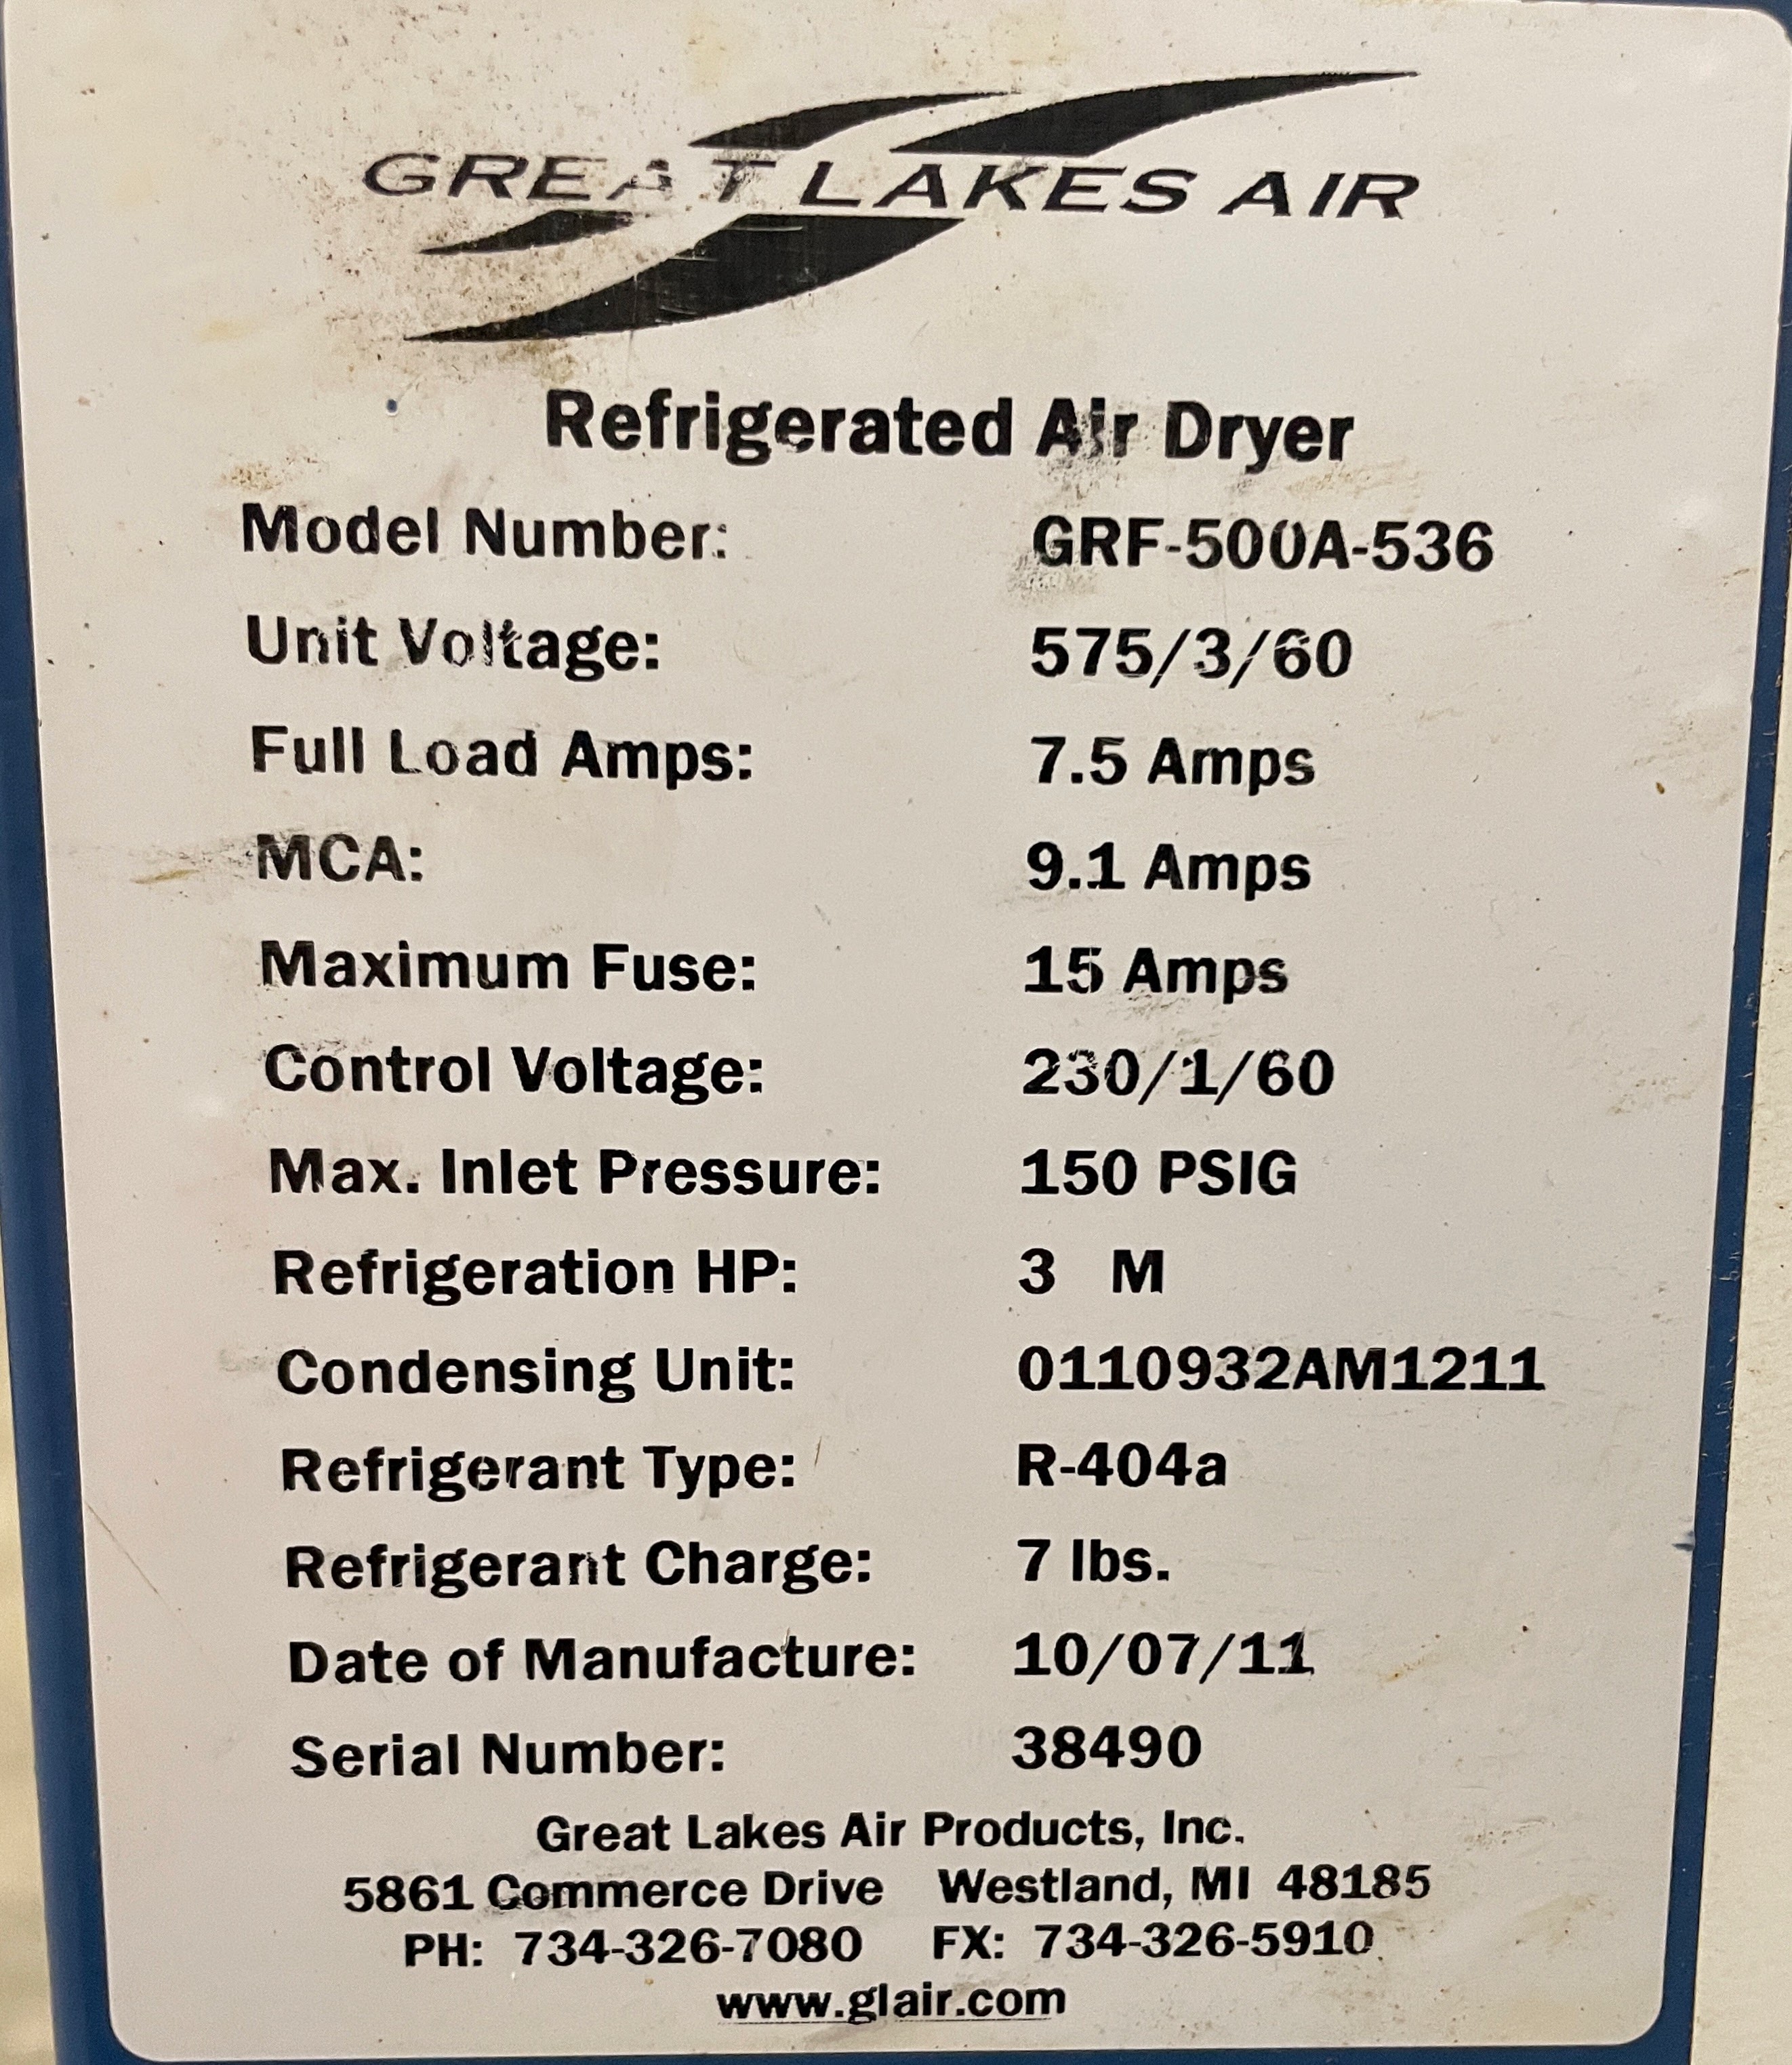 GREAT LAKES AIR
Refrigerated Air Dryer
Model Number: GRF-500A-536
Unit Voltage: 575/3/60
Full Load Amps: 7.5 Amps
MCA: 9.1 Amps
Maximum Fuse: 15 Amps
Control Voltage: 230/1/60
Max. Inlet Pressure: 150 PSIG
Refrigeration HP: 3 M
Condensing Unit: 0110932AM1211
Refrigerant Type: R-404a
Refrigerant Charge: 7 lbs.
Date of Manufacture: 10/07/11
Serial Number: 38490
Great Lakes Air Products, Inc.
5861 Commerce Drive Westland, MI 48185
PH: 734-326-7080 FX: 734-326-5910
www.glair.com